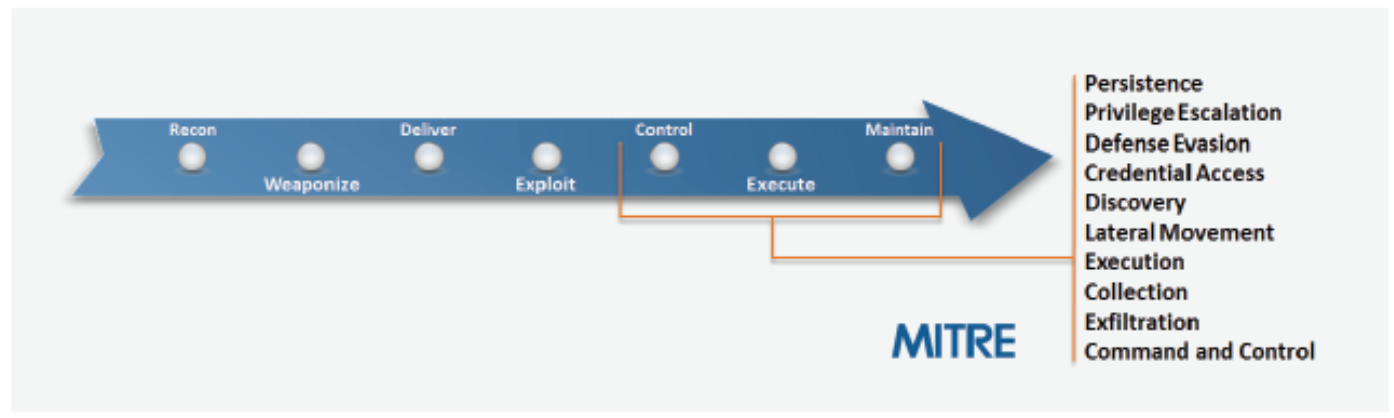 Recon
Weaponize
Deliver
Exploit
Control
Execute
Maintain
Persistence
Privilege Escalation
Defense Evasion
Credential Access
Discovery
Lateral Movement
Execution
Collection
Exfiltration
Command and Control
MITRE